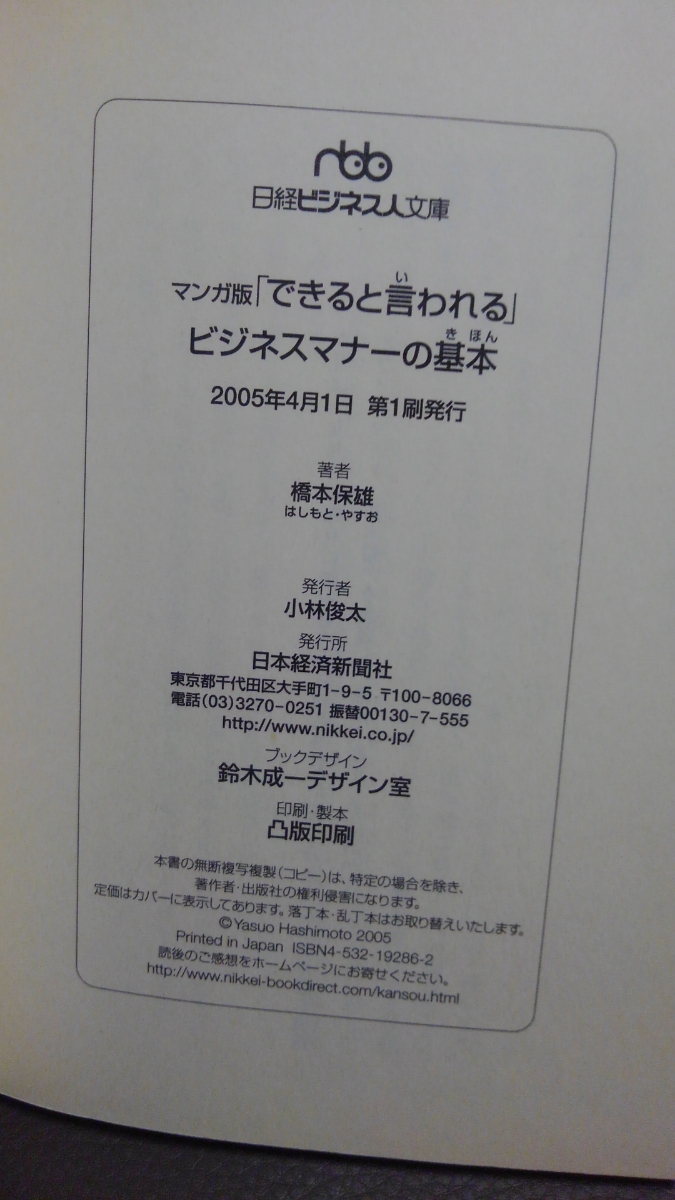 nbb
日経ビジネス人文庫
マンガ版「できると言われる」
い
ビジネスマナーの基本
き ほん
2005年4月1日 第1刷発行
著者
橋本保雄
はしもと・やすお
発行者
小林俊太
発行所
日本経済新聞社
東京都千代田区大手町1-9-5 〒100-8066
電話(03)3270-0251 振替00130-7-555
http://www.nikkei.co.jp/
ブックデザイン
鈴木成一デザイン室
印刷・製本
凸版印刷
本書の無断複写複製(コピー)は、特定の場合を除き、
著作者・出版社の権利侵害になります。
定価はカバーに表示してあります。落丁本・乱丁本はお取り替えいたします。
©Yasuo Hashimoto 2005
Printed in Japan ISBN4-532-19286-2
読後のご感想をホームページにお寄せください。
http://www.nikkei-bookdirect.com/kansou.html